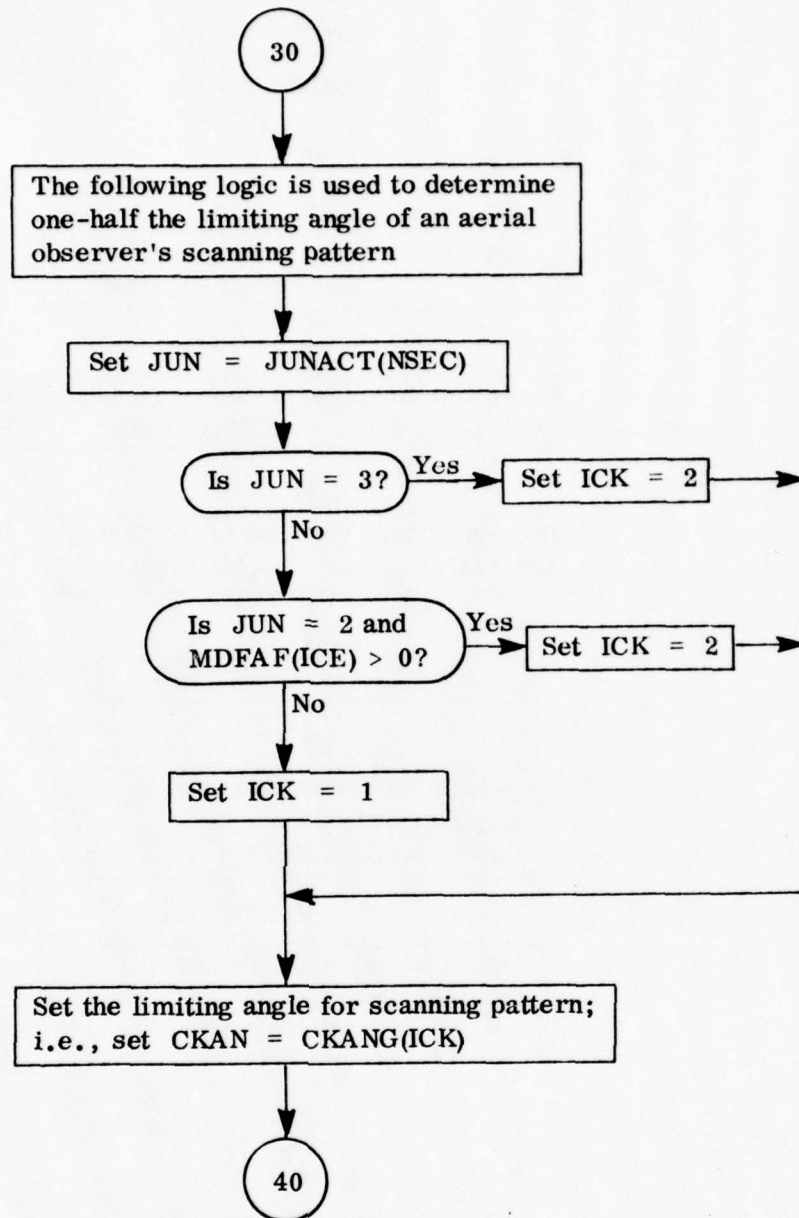 30
The following logic is used to determine
one-half the limiting angle of an aerial
observer's scanning pattern
Set JUN = JUNACT(NSEC)
Is JUN = 3?
Yes
Set ICK = 2
No
Is JUN = 2 and
MDFAF(ICE) > 0?
Yes
Set ICK = 2
No
Set ICK = 1
Set the limiting angle for scanning pattern;
i.e., set CKAN = CKANG(ICK)
40